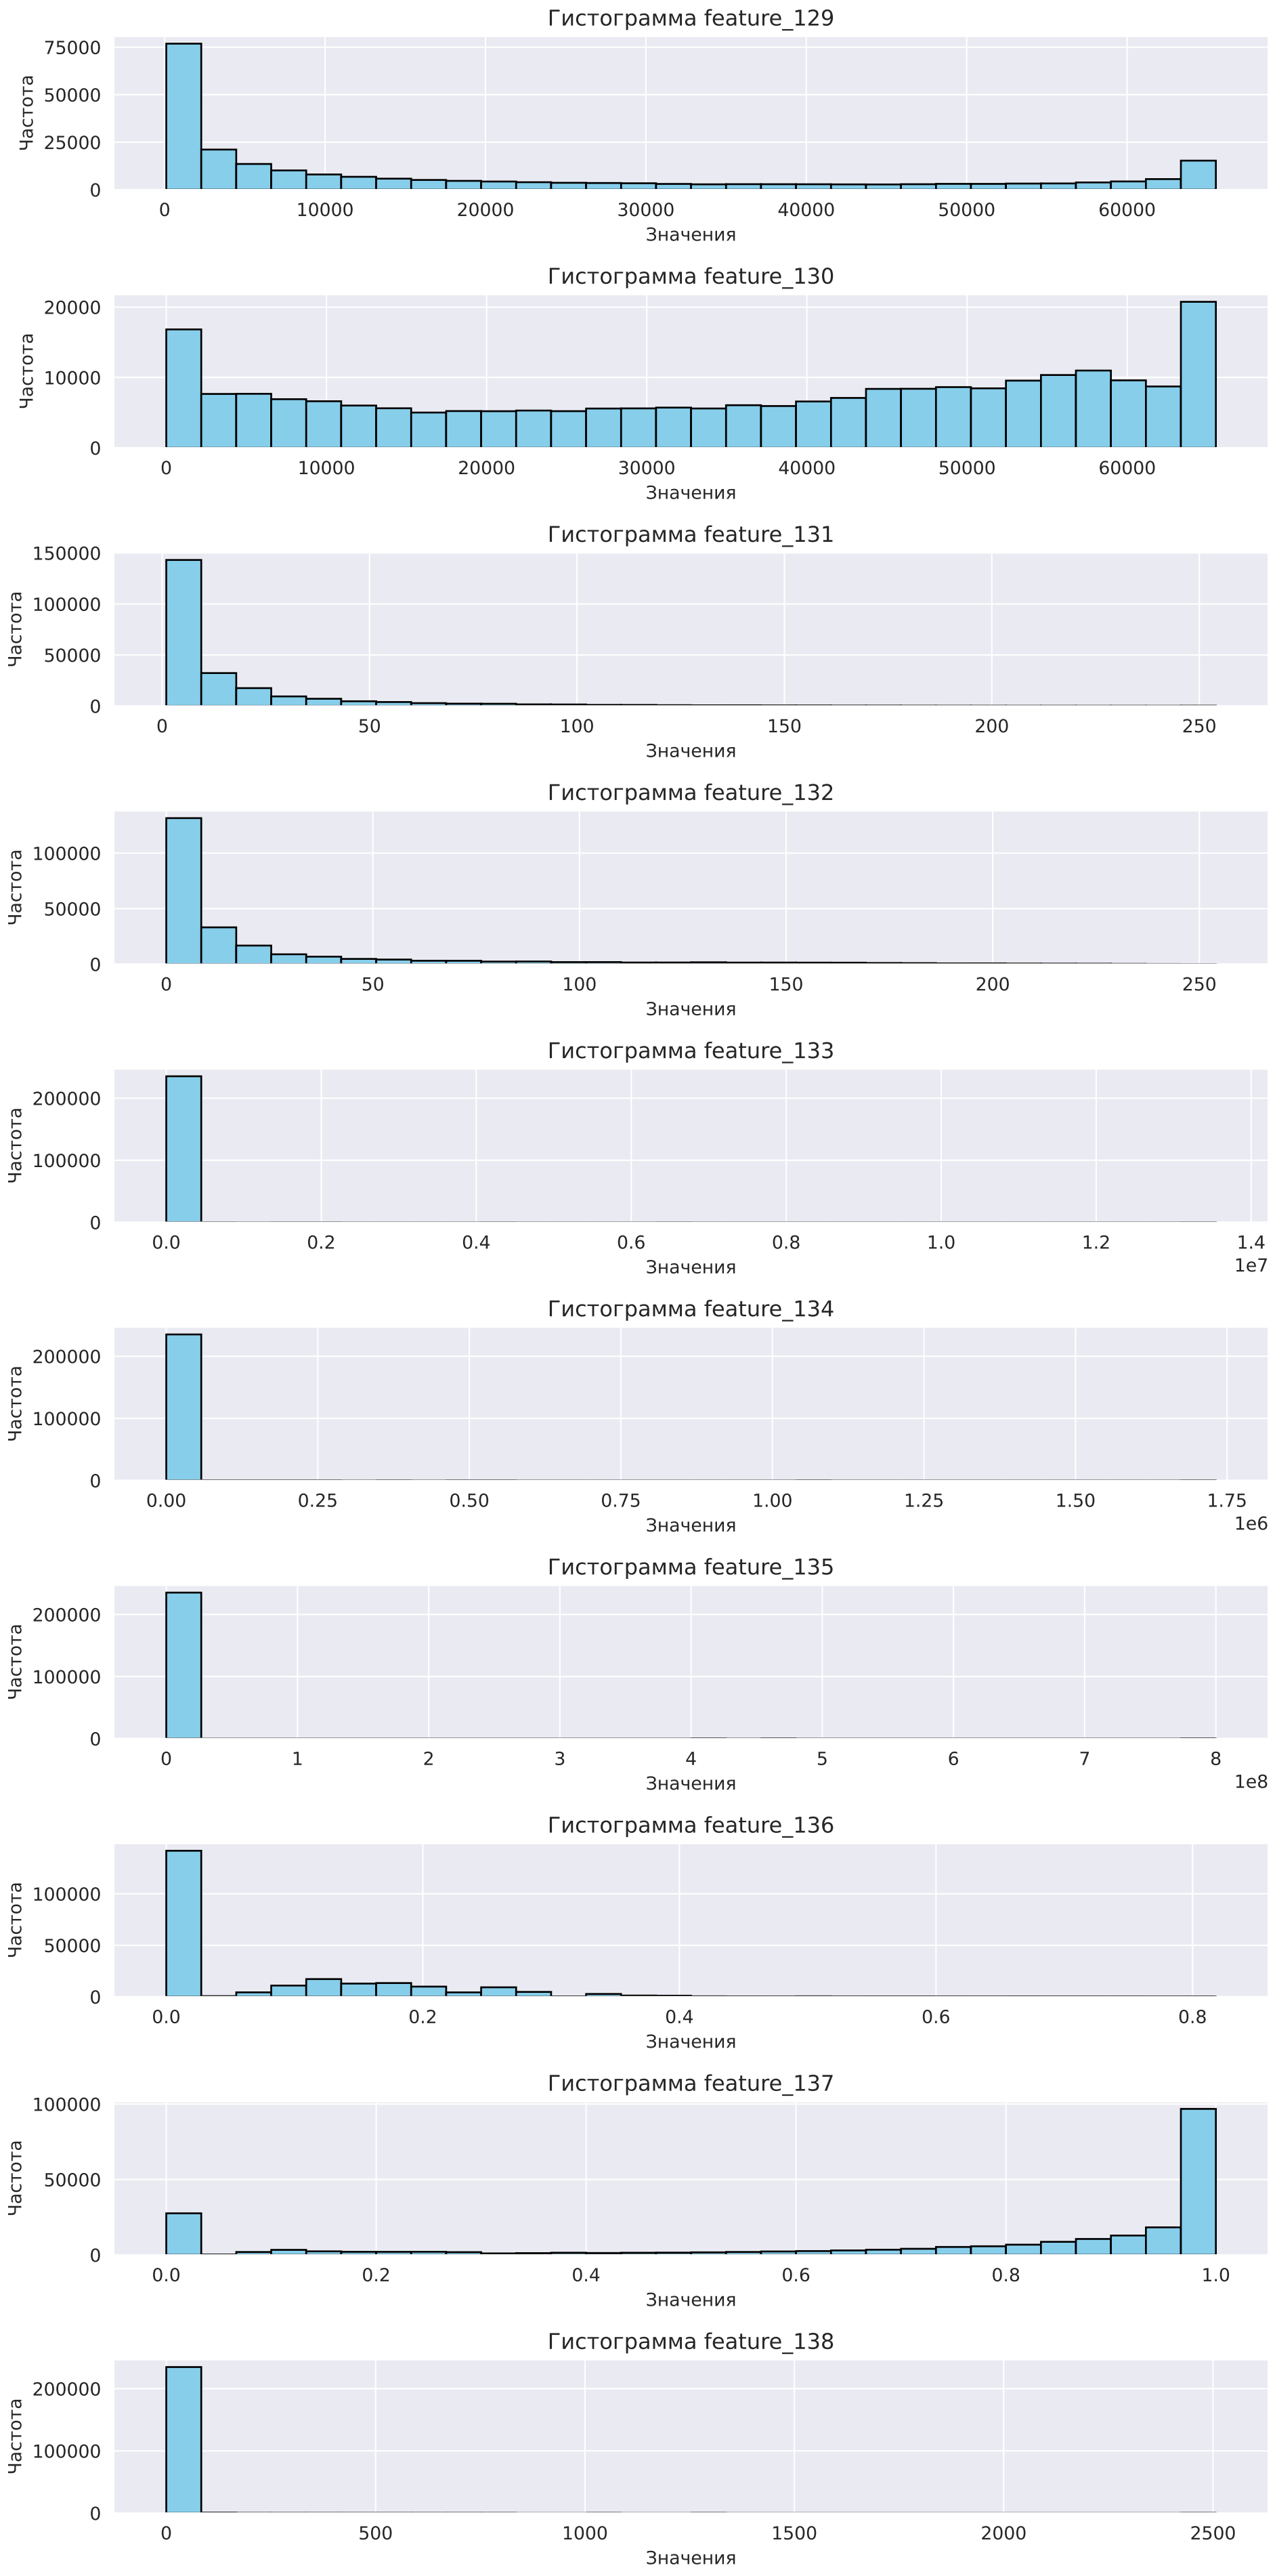 Гистограмма feature_129
Частота
75000
50000
25000
0
0 10000 20000 30000 40000 50000 60000
Значения
Гистограмма feature_130
Частота
20000
10000
0
0 10000 20000 30000 40000 50000 60000
Значения
Гистограмма feature_131
Частота
150000
100000
50000
0
0 50 100 150 200 250
Значения
Гистограмма feature_132
Частота
100000
50000
0
0 50 100 150 200 250
Значения
Гистограмма feature_133
Частота
200000
100000
0
0.0 0.2 0.4 0.6 0.8 1.0 1.2 1.4
1e7
Значения
Гистограмма feature_134
Частота
200000
100000
0
0.00 0.25 0.50 0.75 1.00 1.25 1.50 1.75
1e6
Значения
Гистограмма feature_135
Частота
200000
100000
0
0 1 2 3 4 5 6 7 8
1e8
Значения
Гистограмма feature_136
Частота
100000
50000
0
0.0 0.2 0.4 0.6 0.8
Значения
Гистограмма feature_137
Частота
100000
50000
0
0.0 0.2 0.4 0.6 0.8 1.0
Значения
Гистограмма feature_138
Частота
200000
100000
0
0 500 1000 1500 2000 2500
Значения